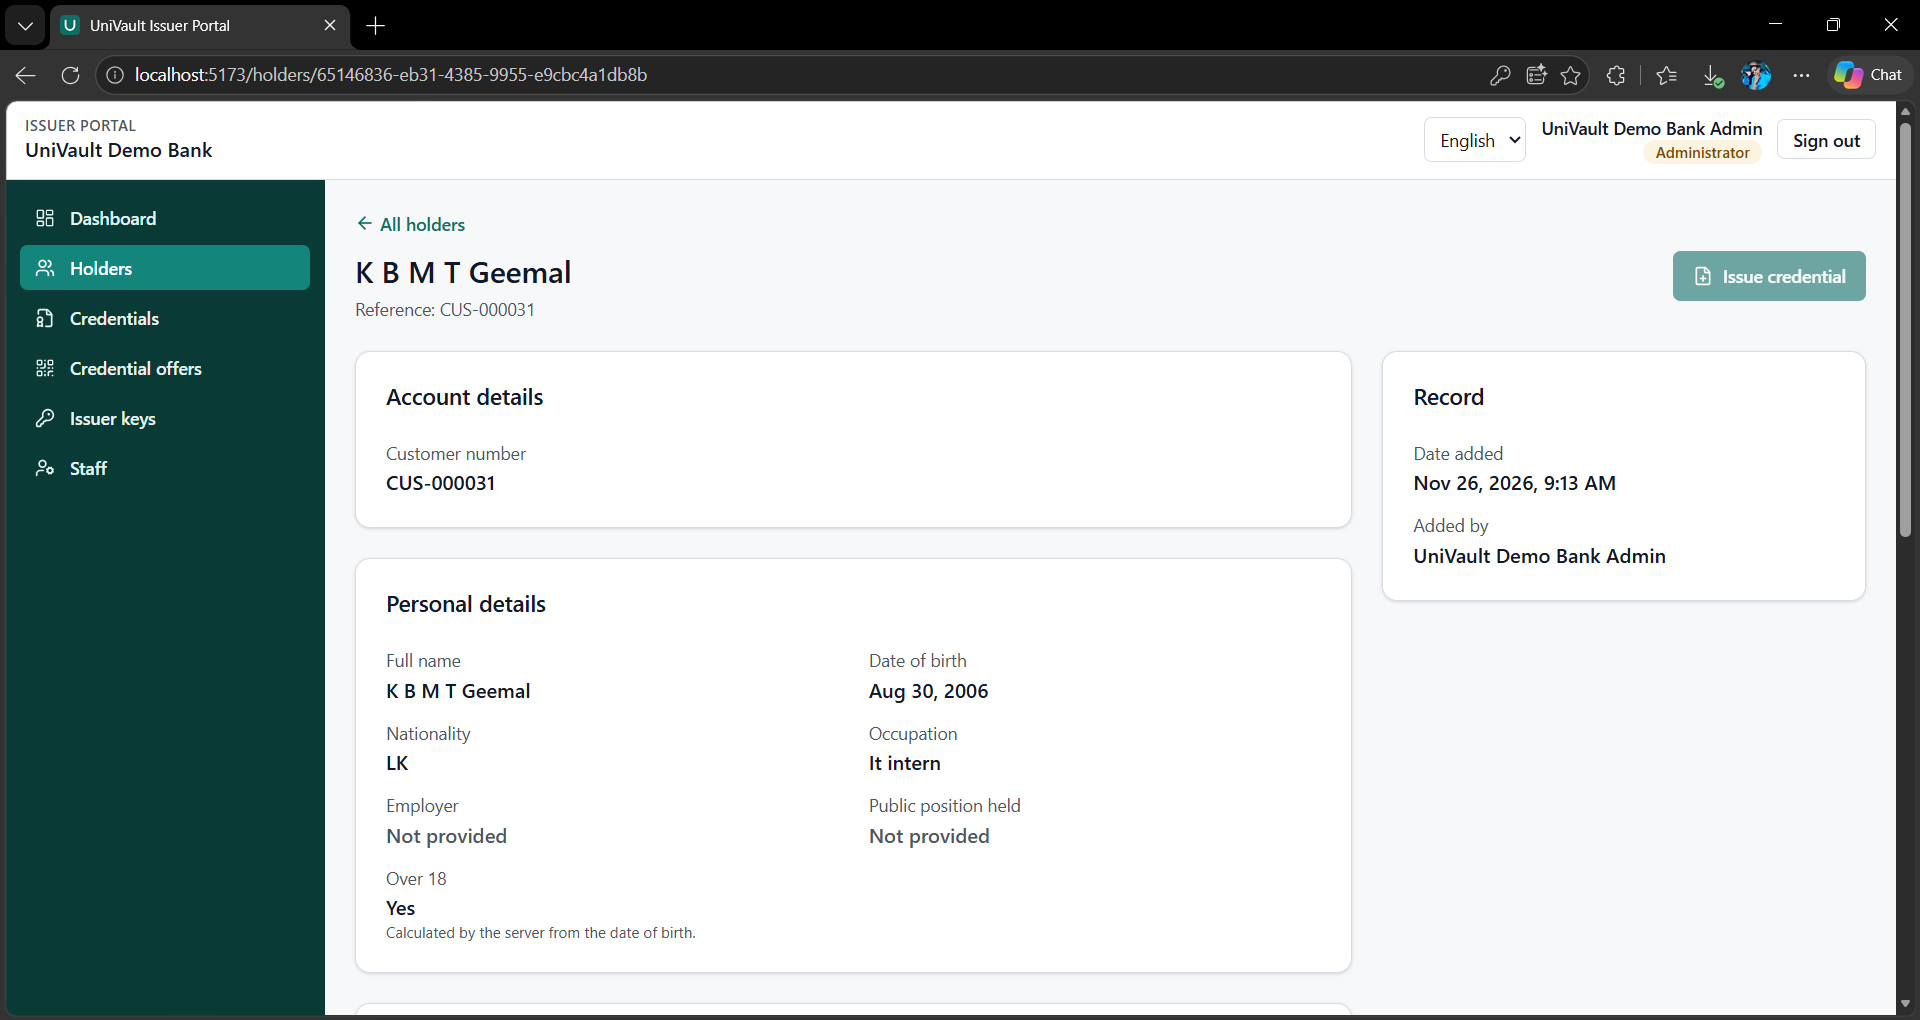 UniVault Issuer Portal
localhost:5173/holders/65146836-eb31-4385-9955-e9cbc4a1db8b
Chat
ISSUER PORTAL
UniVault Demo Bank
English
UniVault Demo Bank Admin
Administrator
Sign out
Dashboard
Holders
Credentials
Credential offers
Issuer keys
Staff
All holders
K B M T Geemal
Reference: CUS-000031
Issue credential
Account details
Customer number
CUS-000031
Record
Date added
Nov 26, 2026, 9:13 AM
Added by
UniVault Demo Bank Admin
Personal details
Full name
K B M T Geemal
Date of birth
Aug 30, 2006
Nationality
LK
Occupation
It intern
Employer
Not provided
Public position held
Not provided
Over 18
Yes
Calculated by the server from the date of birth.